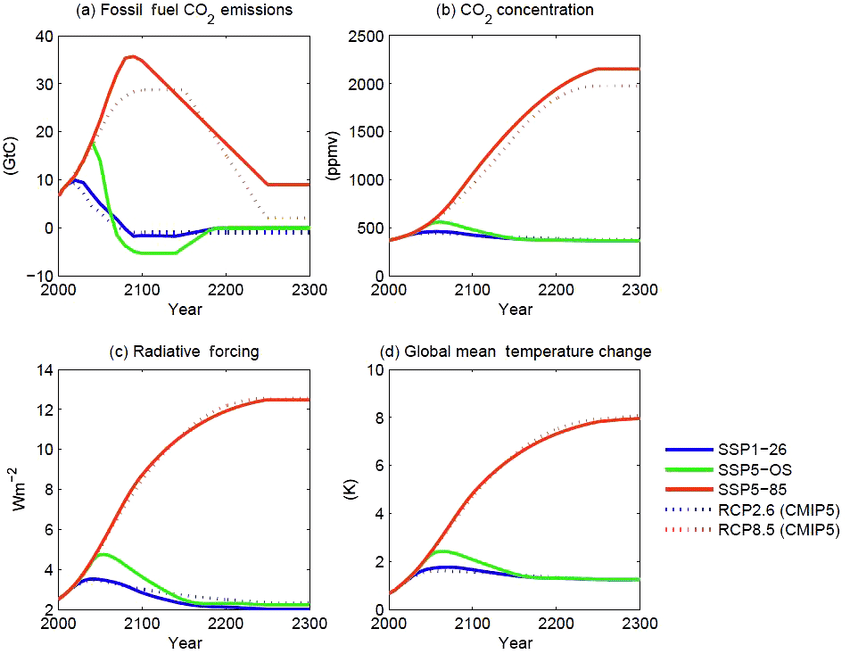 (a) Fossil fuel CO2 emissions
40
30
20
10
0
−10
(GtC)
2000 2100 2200 2300
Year
(b) CO2 concentration
2500
2000
1500
1000
500
0
(ppmv)
2000 2100 2200 2300
Year
(c) Radiative forcing
14
12
10
8
6
4
2
Wm−2
2000 2100 2200 2300
Year
(d) Global mean temperature change
10
8
6
4
2
0
(K)
2000 2100 2200 2300
Year
SSP1−26
SSP5−OS
SSP5−85
RCP2.6 (CMIP5)
RCP8.5 (CMIP5)